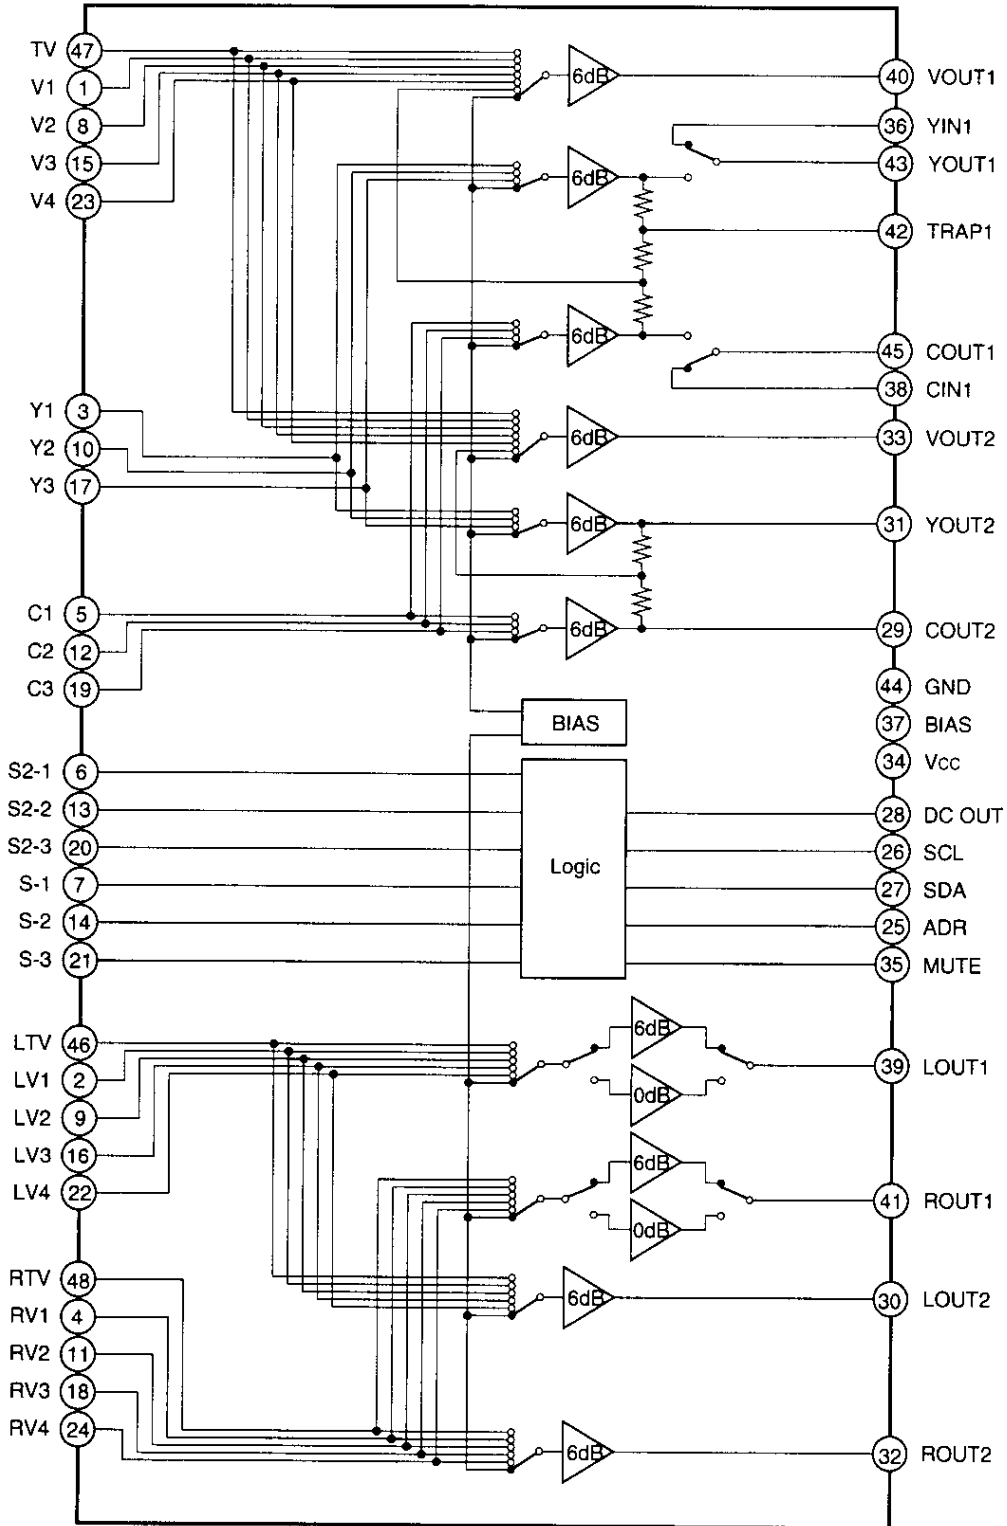 TV 47
V1 1
V2 8
V3 15
V4 23
6dB
40 VOUT1
36 YIN1
6dB
43 YOUT1
42 TRAP1
6dB
45 COUT1
38 CIN1
Y1 3
Y2 10
Y3 17
6dB
33 VOUT2
6dB
31 YOUT2
C1 5
C2 12
C3 19
6dB
29 COUT2
44 GND
BIAS
37 BIAS
34 Vcc
S2-1 6
S2-2 13
S2-3 20
S-1 7
S-2 14
S-3 21
Logic
28 DC OUT
26 SCL
27 SDA
25 ADR
35 MUTE
LTV 46
LV1 2
LV2 9
LV3 16
LV4 22
6dB
0dB
39 LOUT1
6dB
0dB
41 ROUT1
RTV 48
RV1 4
RV2 11
RV3 18
RV4 24
6dB
30 LOUT2
6dB
32 ROUT2